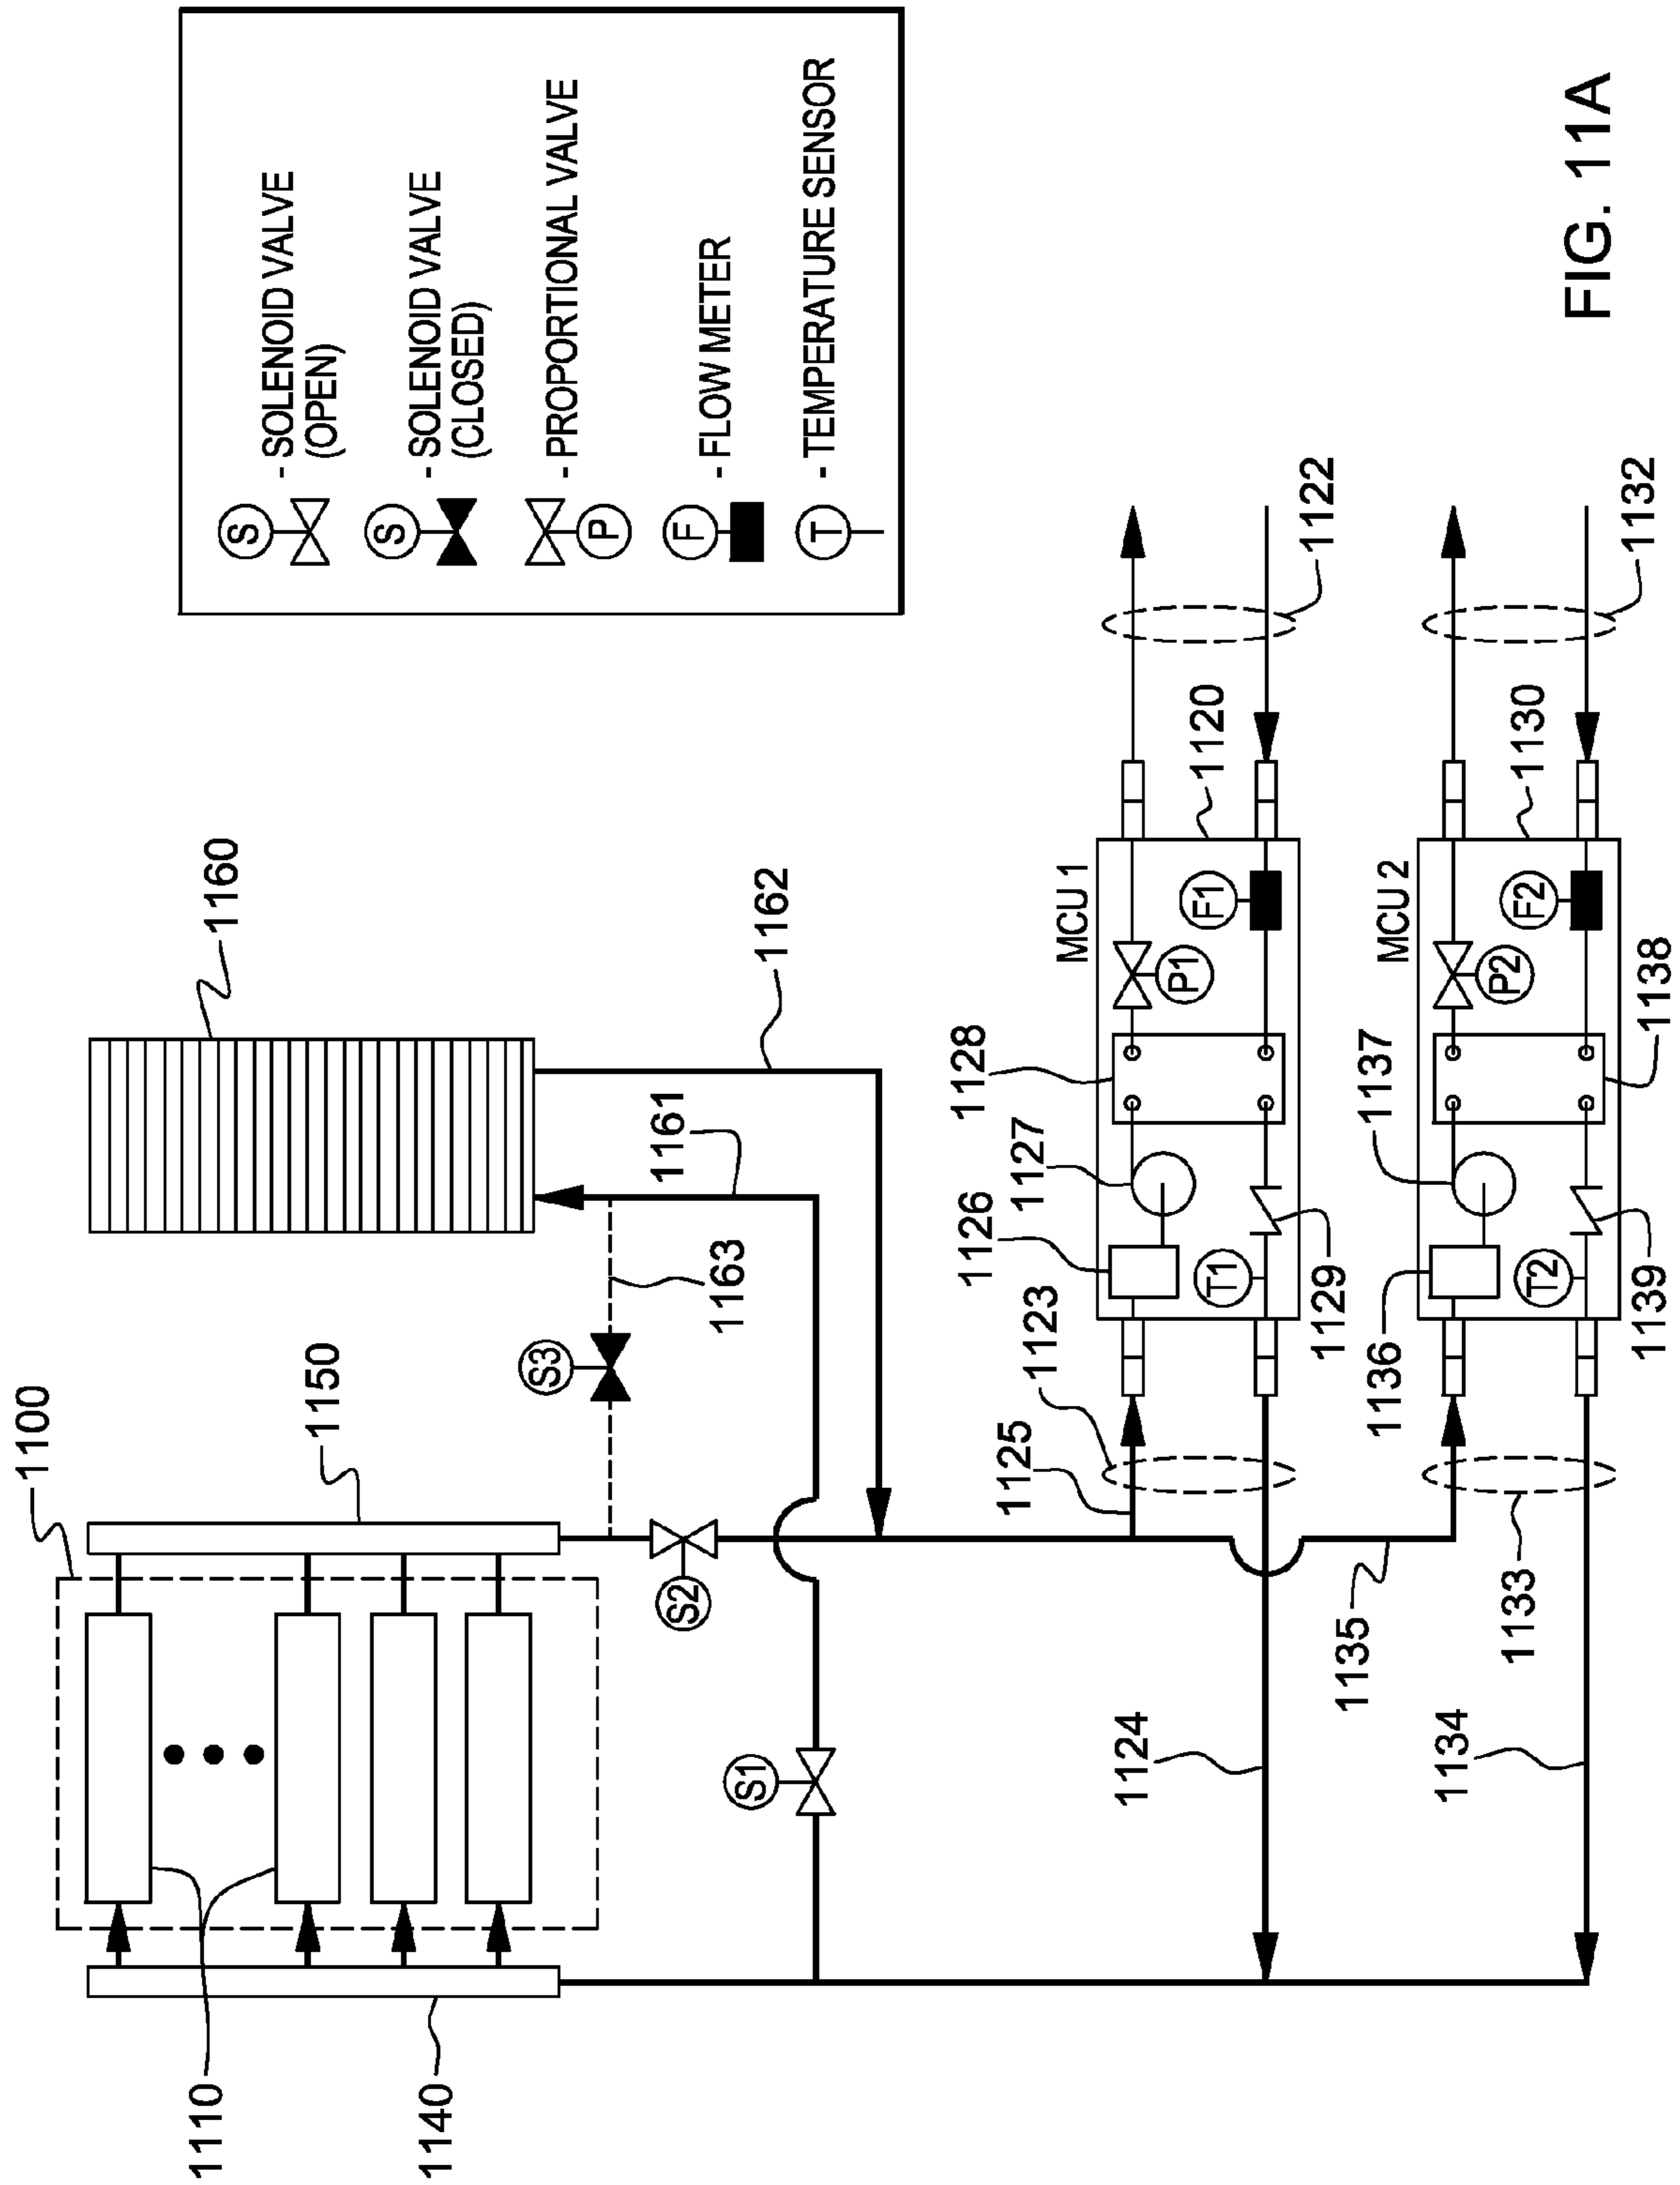 1100
1150
1160
1110
1140
S3
1163
1161
1162
S2
S1
1125
1123
1126
1127
1128
MCU 1
P1
F1
T1
1120
1129
1122
1124
1135
1133
1136
1137
MCU 2
P2
F2
T2
1130
1139
1138
1132
1134
S - SOLENOID VALVE
(OPEN)
S - SOLENOID VALVE
(CLOSED)
P - PROPORTIONAL VALVE
F - FLOW METER
T - TEMPERATURE SENSOR
FIG. 11A